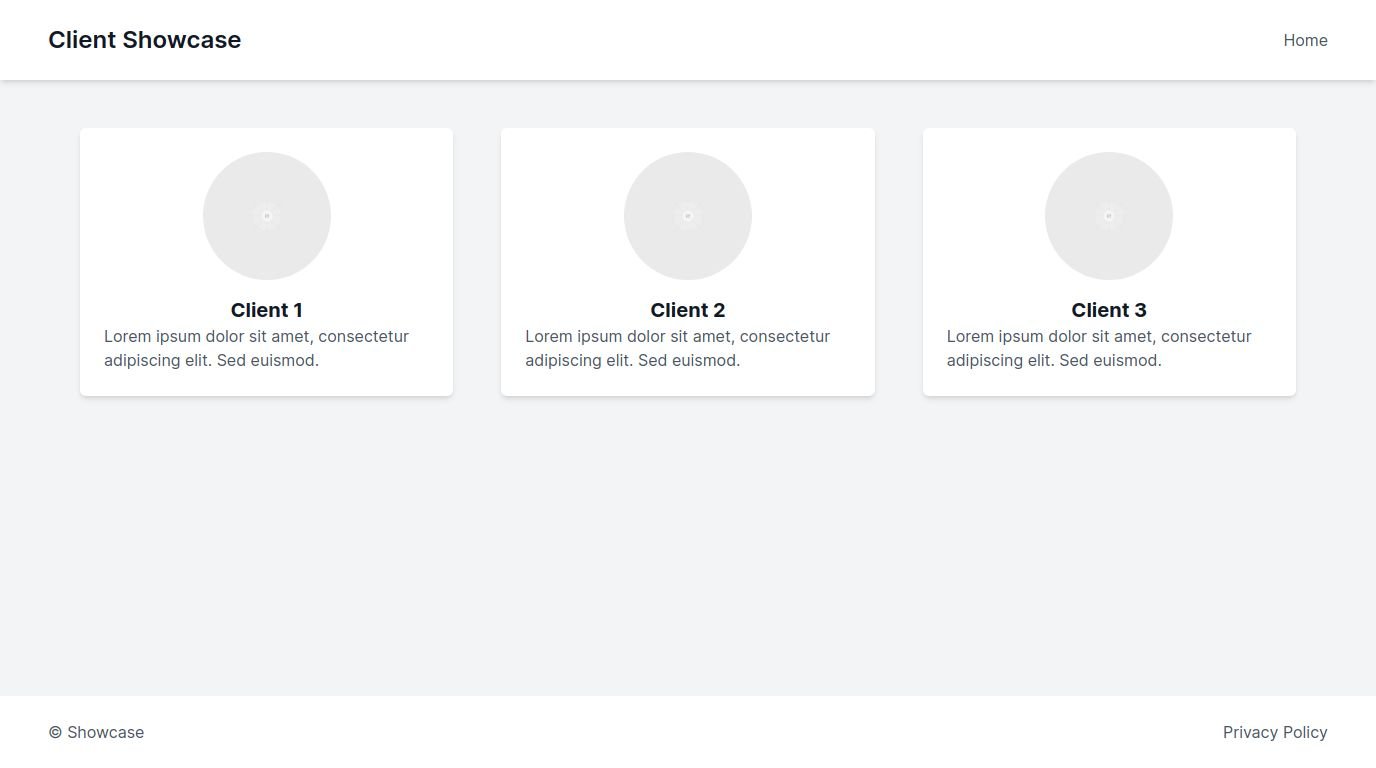 Client Showcase
Home
Client 1
Lorem ipsum dolor sit amet, consectetur
adipiscing elit. Sed euismod.
Client 2
Lorem ipsum dolor sit amet, consectetur
adipiscing elit. Sed euismod.
Client 3
Lorem ipsum dolor sit amet, consectetur
adipiscing elit. Sed euismod.
© Showcase
Privacy Policy